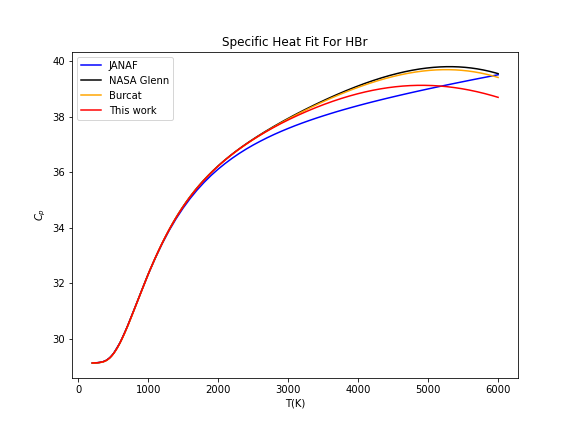 Specific Heat Fit For HBr
JANAF
NASA Glenn
Burcat
This work
40
38
36
34
32
30
C_p
0 1000 2000 3000 4000 5000 6000
T(K)